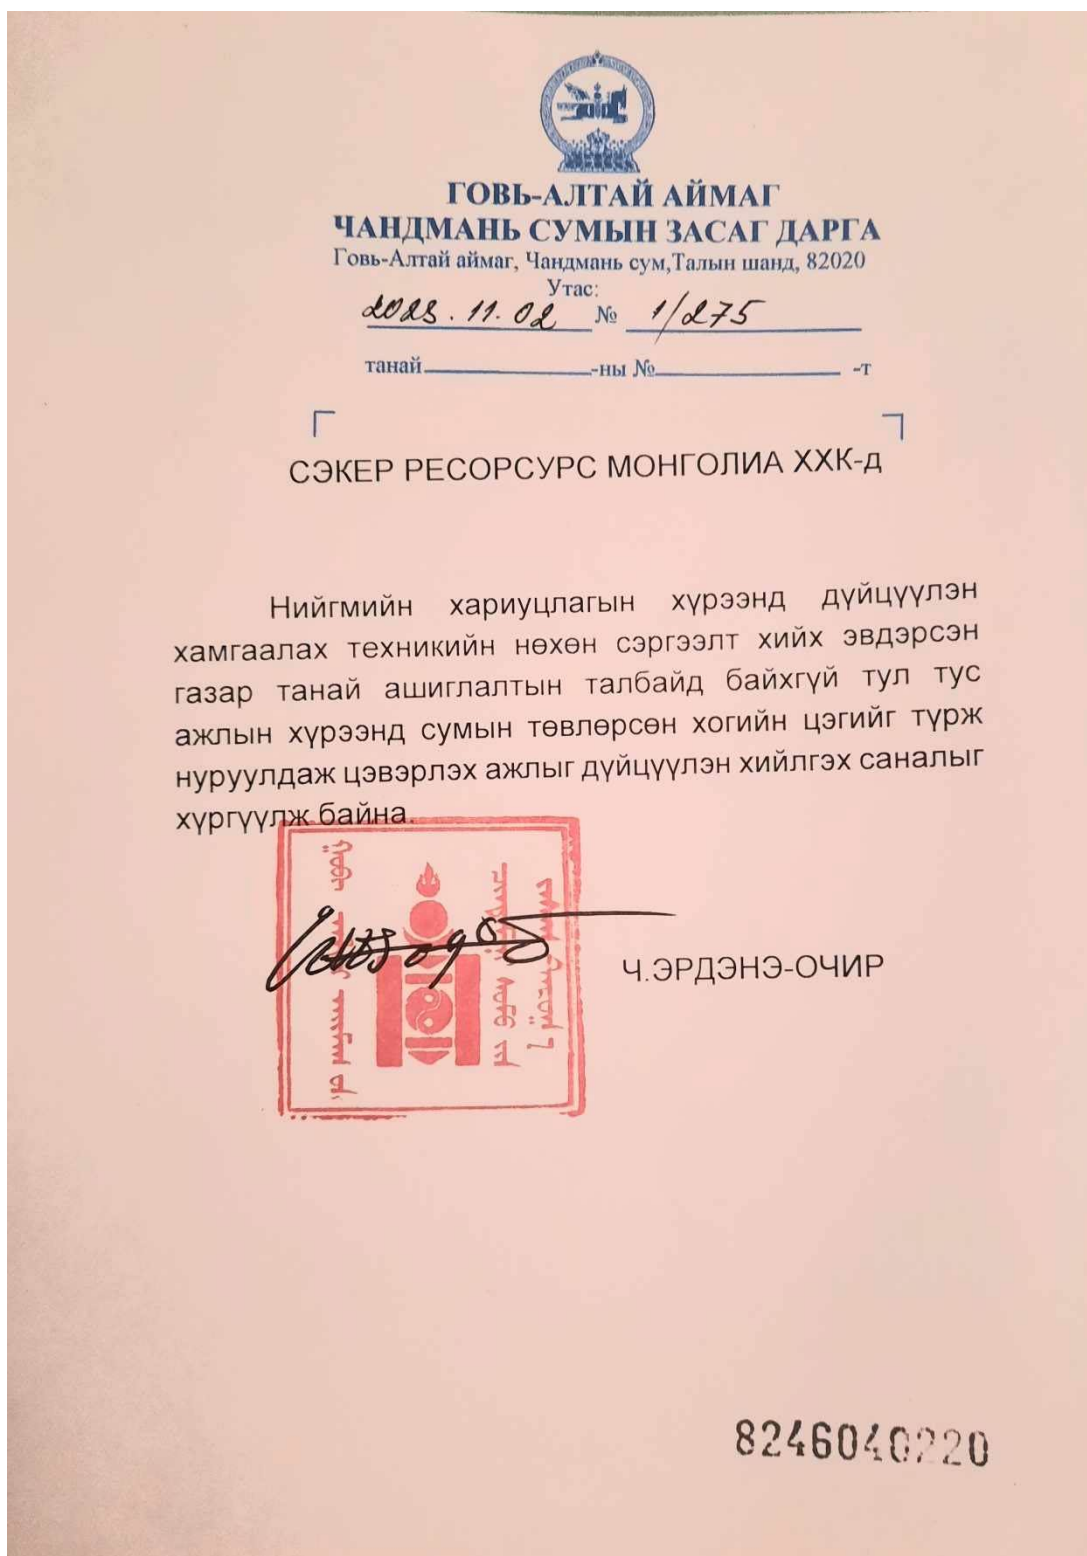 ГОВЬ-АЛТАЙ АЙМАГ
ЧАНДМАНЬ СУМЫН ЗАСАГ ДАРГА
Говь-Алтай аймаг, Чандмань сум,Талын шанд, 82020
Утас:
2023.11.02 № 1/275
танай -ны № -т
СЭКЕР РЕСОРСУРС МОНГОЛИА ХХК-д
Нийгмийн хариуцлагын хүрээнд дүйцүүлэн
хамгаалах техникийн нөхөн сэргээлт хийх эвдэрсэн
газар танай ашиглалтын талбайд байхгүй тул тус
ажлын хүрээнд сумын төвлөрсөн хогийн цэгийг түрж
нуруулдаж цэвэрлэх ажлыг дүйцүүлэн хийлгэх саналыг
хүргүүлж байна.
Ч.ЭРДЭНЭ-ОЧИР
8246040220